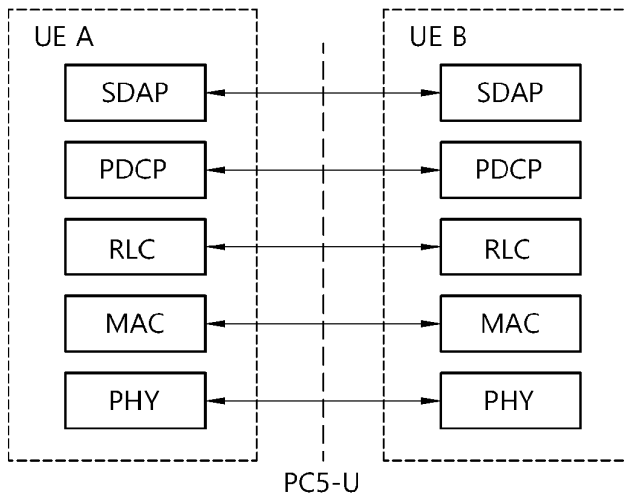 UE A
UE B
SDAP
SDAP
PDCP
PDCP
RLC
RLC
MAC
MAC
PHY
PHY
PC5-U